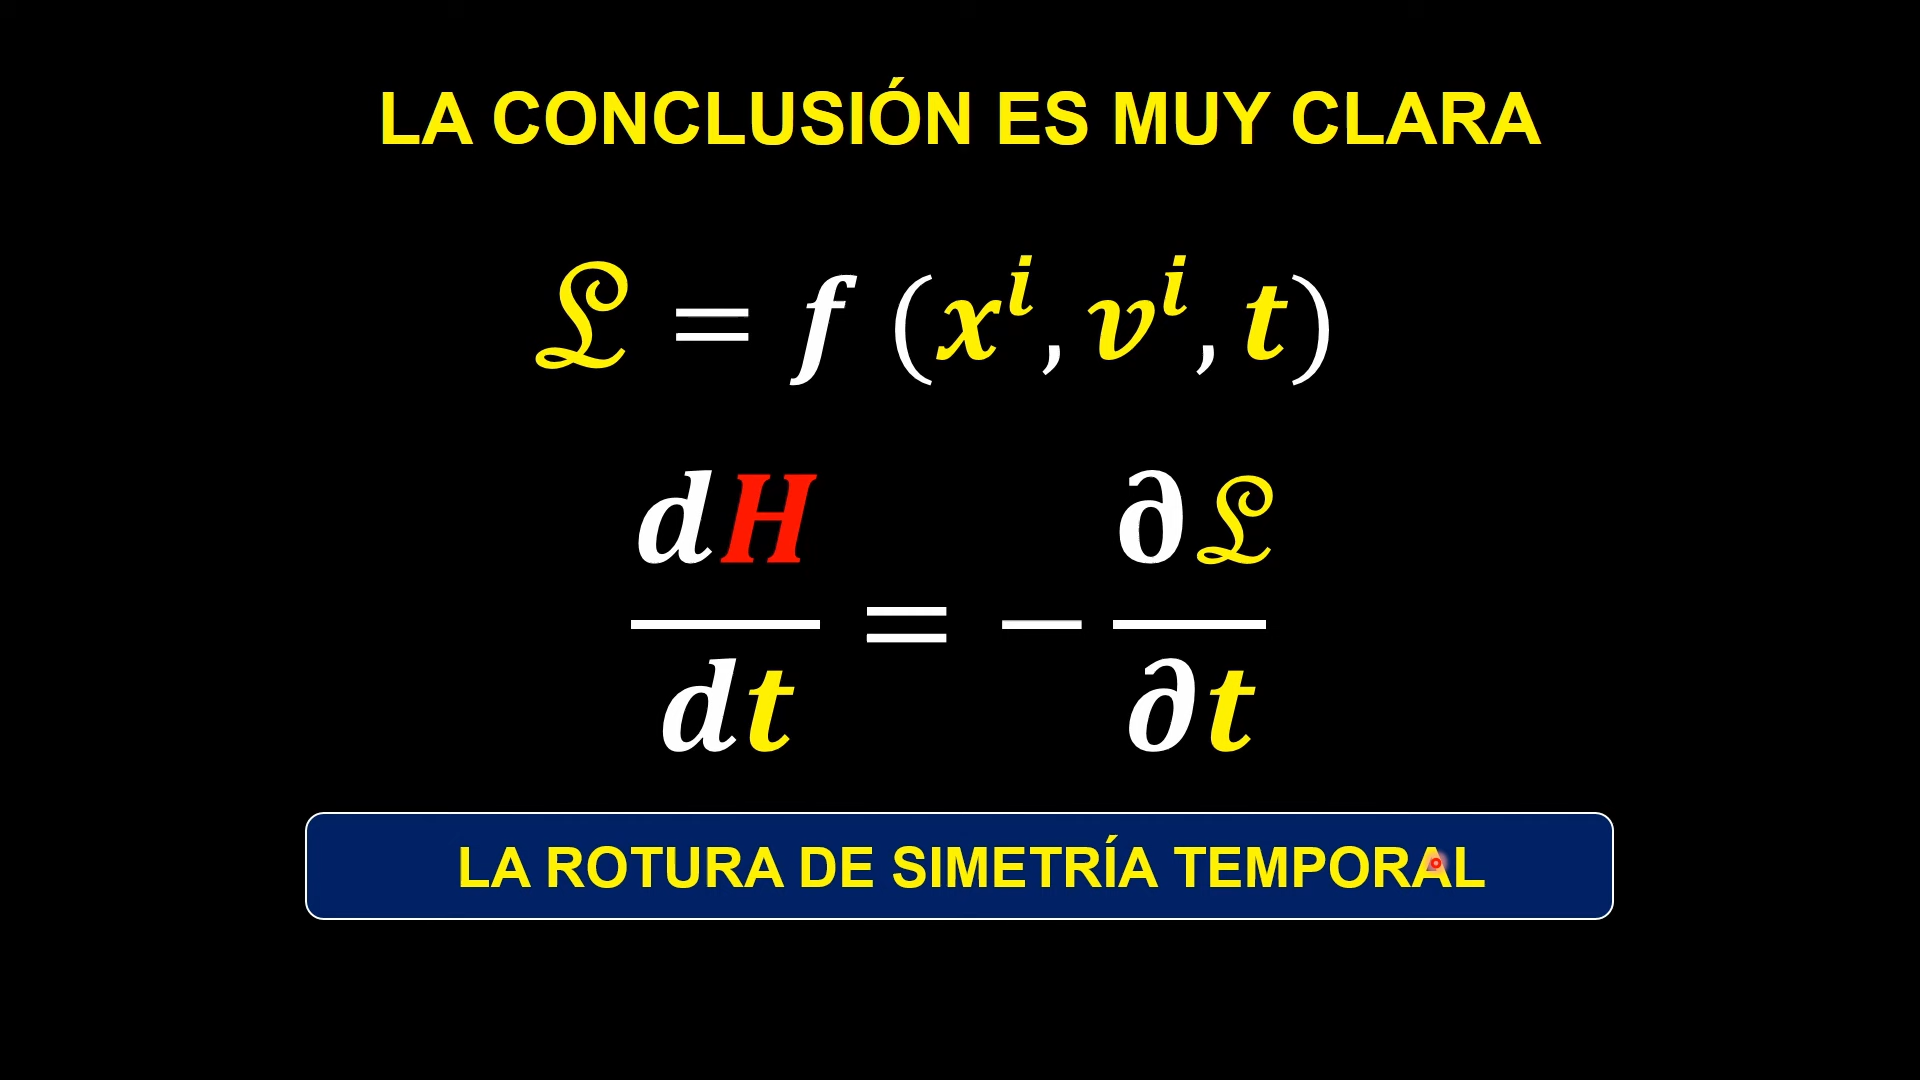 LA CONCLUSIÓN ES MUY CLARA
ℒ = f (xⁱ, vⁱ, t)
dH/dt = − ∂ℒ/∂t
LA ROTURA DE SIMETRÍA TEMPORAL